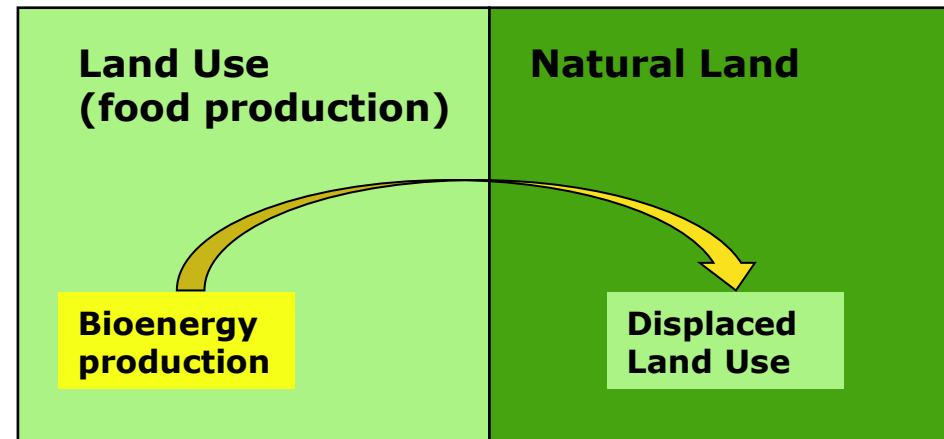 Land Use
(food production)
Natural Land
Bioenergy
production
Displaced
Land Use